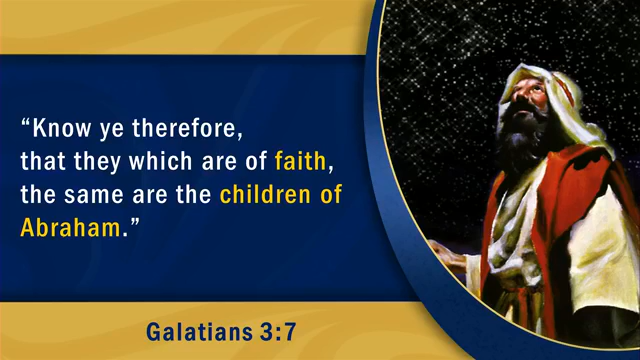 “Know ye therefore,
that they which are of faith,
the same are the children of
Abraham.”
Galatians 3:7